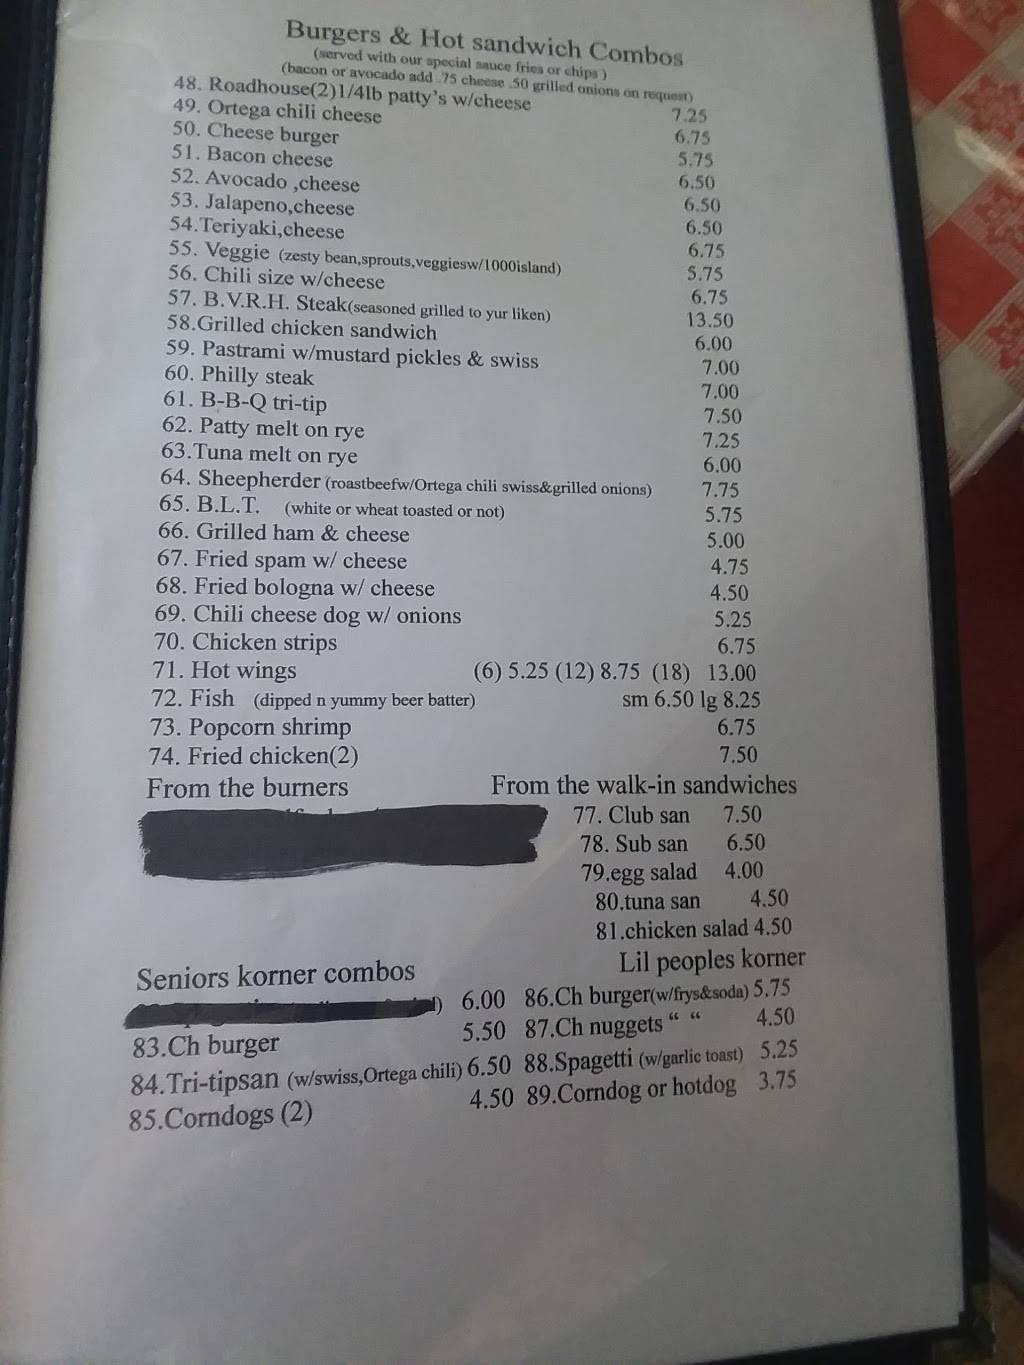 Burgers & Hot sandwich Combos
(served with our special sauce fries or chips )
(bacon or avocado add .75 cheese .50 grilled onions on request)
48. Roadhouse(2)1/4lb patty's w/cheese 7.25
49. Ortega chili cheese 6.75
50. Cheese burger 5.75
51. Bacon cheese 6.50
52. Avocado ,cheese 6.50
53. Jalapeno,cheese 6.50
54.Teriyaki,cheese 6.75
55. Veggie (zesty bean,sprouts,veggiesw/1000island) 5.75
56. Chili size w/cheese 6.75
57. B.V.R.H. Steak(seasoned grilled to yur liken) 13.50
58.Grilled chicken sandwich 6.00
59. Pastrami w/mustard pickles & swiss 7.00
60. Philly steak 7.00
61. B-B-Q tri-tip 7.50
62. Patty melt on rye 7.25
63.Tuna melt on rye 6.00
64. Sheepherder (roastbeefw/Ortega chili swiss&grilled onions) 7.75
65. B.L.T. (white or wheat toasted or not) 5.75
66. Grilled ham & cheese 5.00
67. Fried spam w/ cheese 4.75
68. Fried bologna w/ cheese 4.50
69. Chili cheese dog w/ onions 5.25
70. Chicken strips 6.75
71. Hot wings (6) 5.25 (12) 8.75 (18) 13.00
72. Fish (dipped n yummy beer batter) sm 6.50 lg 8.25
73. Popcorn shrimp 6.75
74. Fried chicken(2) 7.50
From the burners
From the walk-in sandwiches
77. Club san 7.50
78. Sub san 6.50
79.egg salad 4.00
80.tuna san 4.50
81.chicken salad 4.50
Seniors korner combos
6.00
83.Ch burger 5.50
84.Tri-tipsan (w/swiss,Ortega chili) 6.50
85.Corndogs (2) 4.50
Lil peoples korner
86.Ch burger(w/frys&soda) 5.75
87.Ch nuggets “ “ 4.50
88.Spagetti (w/garlic toast) 5.25
89.Corndog or hotdog 3.75